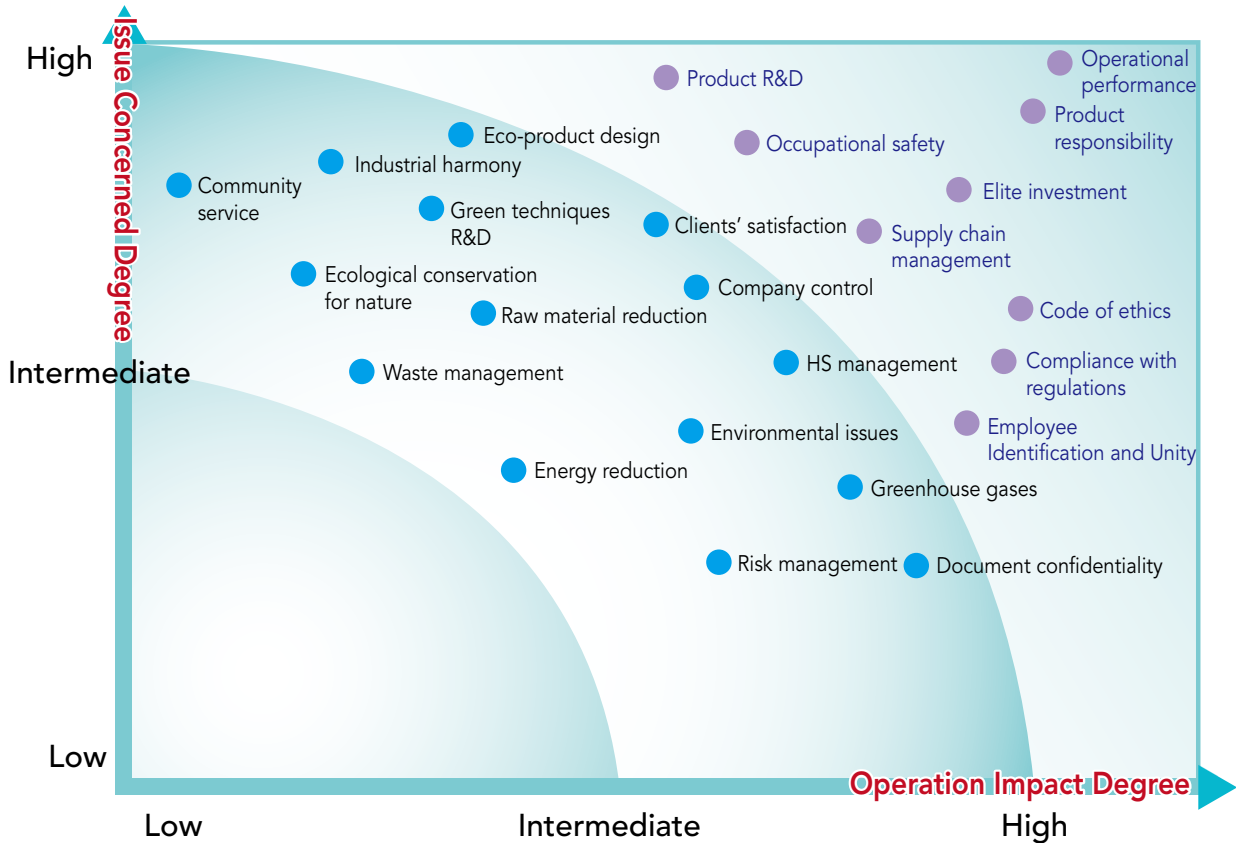 Issue Concerned Degree
High
Operational
performance
Product R&D
Product
responsibility
Eco-product design
Occupational safety
Industrial harmony
Community
service
Elite investment
Green techniques
R&D
Clients’ satisfaction
Supply chain
management
Ecological conservation
for nature
Company control
Raw material reduction
Code of ethics
Intermediate
Waste management
HS management
Compliance with
regulations
Environmental issues
Employee
Identification and Unity
Energy reduction
Greenhouse gases
Risk management
Document confidentiality
Low
Operation Impact Degree
Low
Intermediate
High